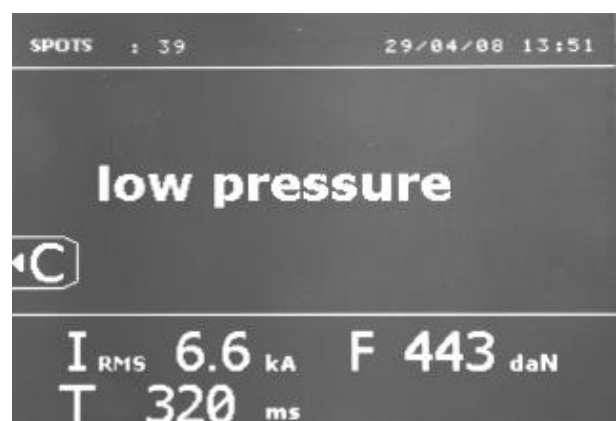 SPOTS : 39 29/04/08 13:51
low pressure
C
I RMS 6.6 kA F 443 daN
T 320 ms